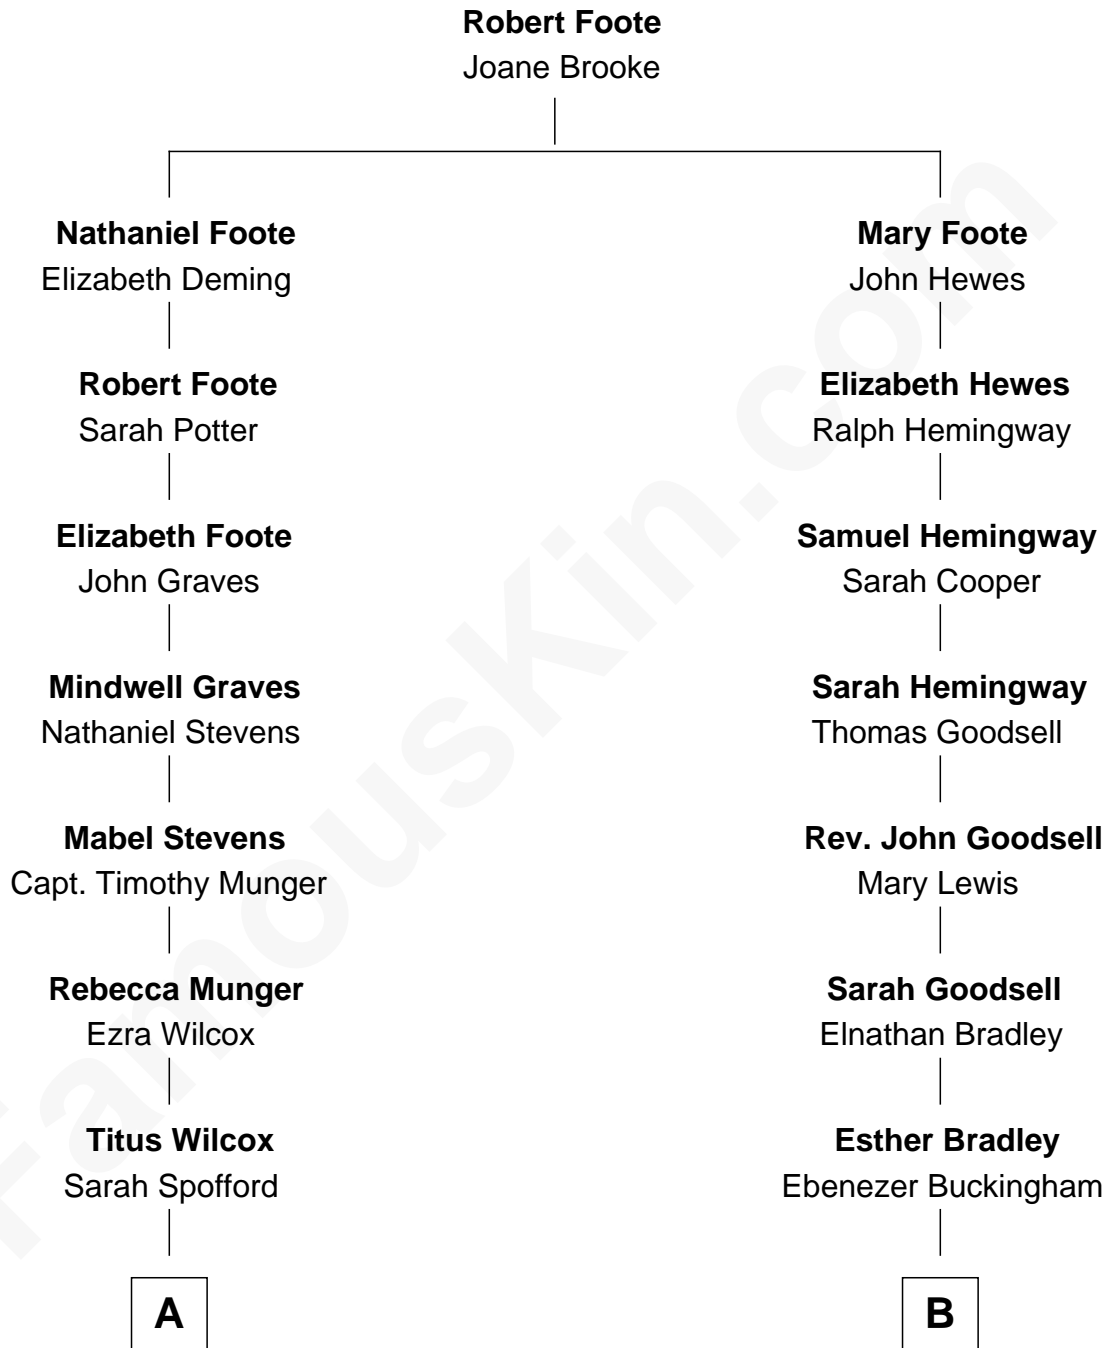 Robert Foote
Joane Brooke
Nathaniel Foote
Elizabeth Deming
Mary Foote
John Hewes
Robert Foote
Sarah Potter
Elizabeth Hewes
Ralph Hemingway
Elizabeth Foote
John Graves
Samuel Hemingway
Sarah Cooper
Mindwell Graves
Nathaniel Stevens
Sarah Hemingway
Thomas Goodsell
Mabel Stevens
Capt. Timothy Munger
Rev. John Goodsell
Mary Lewis
Rebecca Munger
Ezra Wilcox
Sarah Goodsell
Elnathan Bradley
Titus Wilcox
Sarah Spofford
Esther Bradley
Ebenezer Buckingham
A
B
FamousKin.com